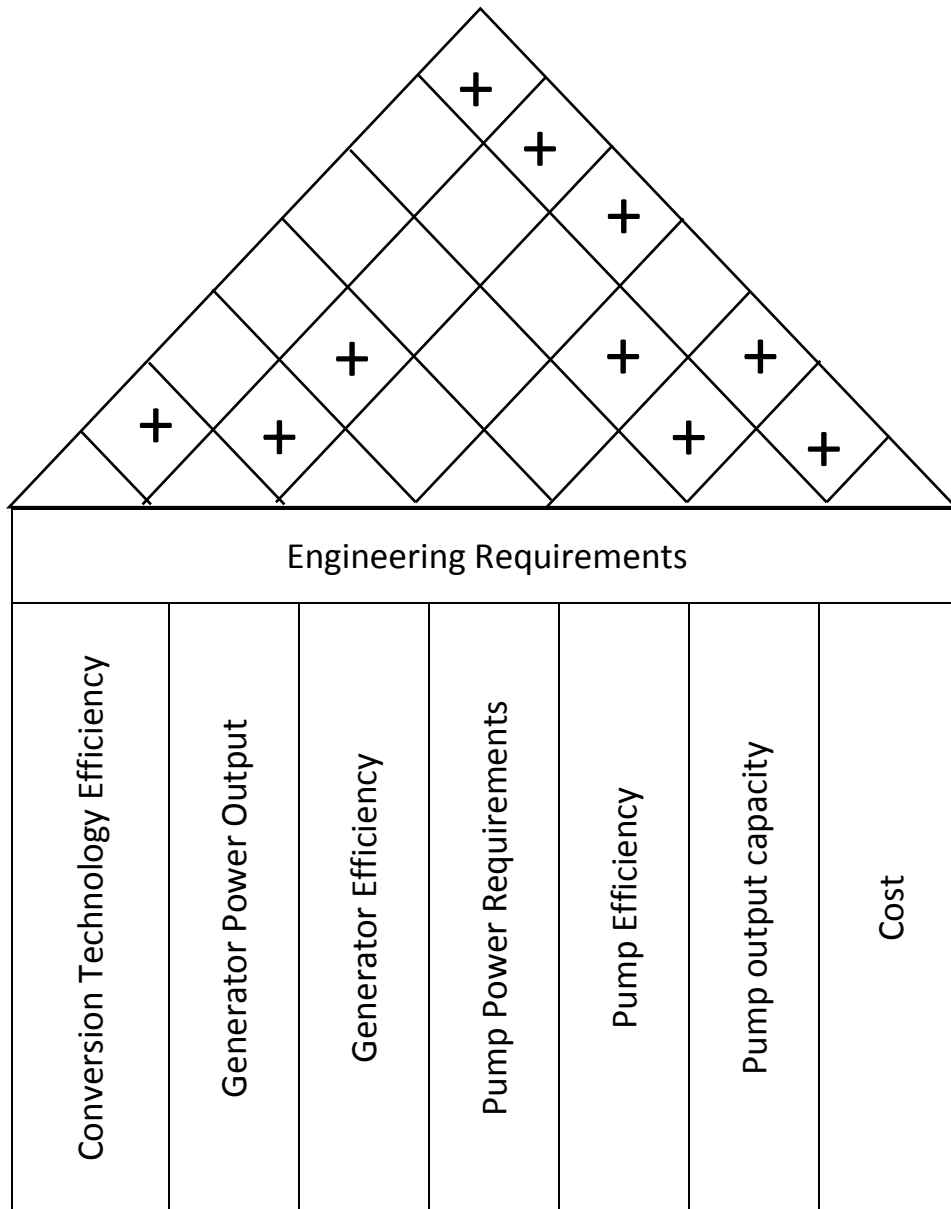 +
+
+
+
+
+
+
+
+
+
Engineering Requirements
Conversion Technology Efficiency
Generator Power Output
Generator Efficiency
Pump Power Requirements
Pump Efficiency
Pump output capacity
Cost